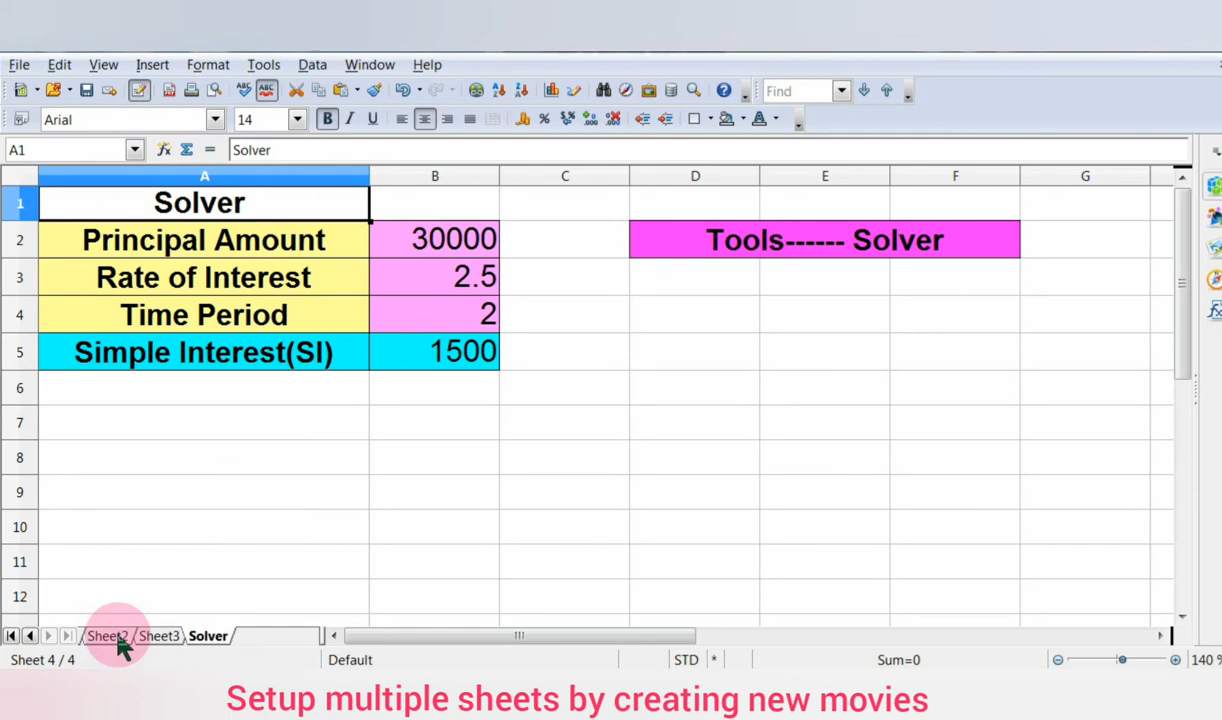 File Edit View Insert Format Tools Data Window Help
Find
Arial 14 B I U
A1 Solver
A B C D E F G
1 Solver
2 Principal Amount 30000 Tools------ Solver
3 Rate of Interest 2.5
4 Time Period 2
5 Simple Interest(SI) 1500
6
7
8
9
10
11
12
Sheet2 Sheet3 Solver
Sheet 4 / 4 Default STD * Sum=0 140 %
Setup multiple sheets by creating new movies